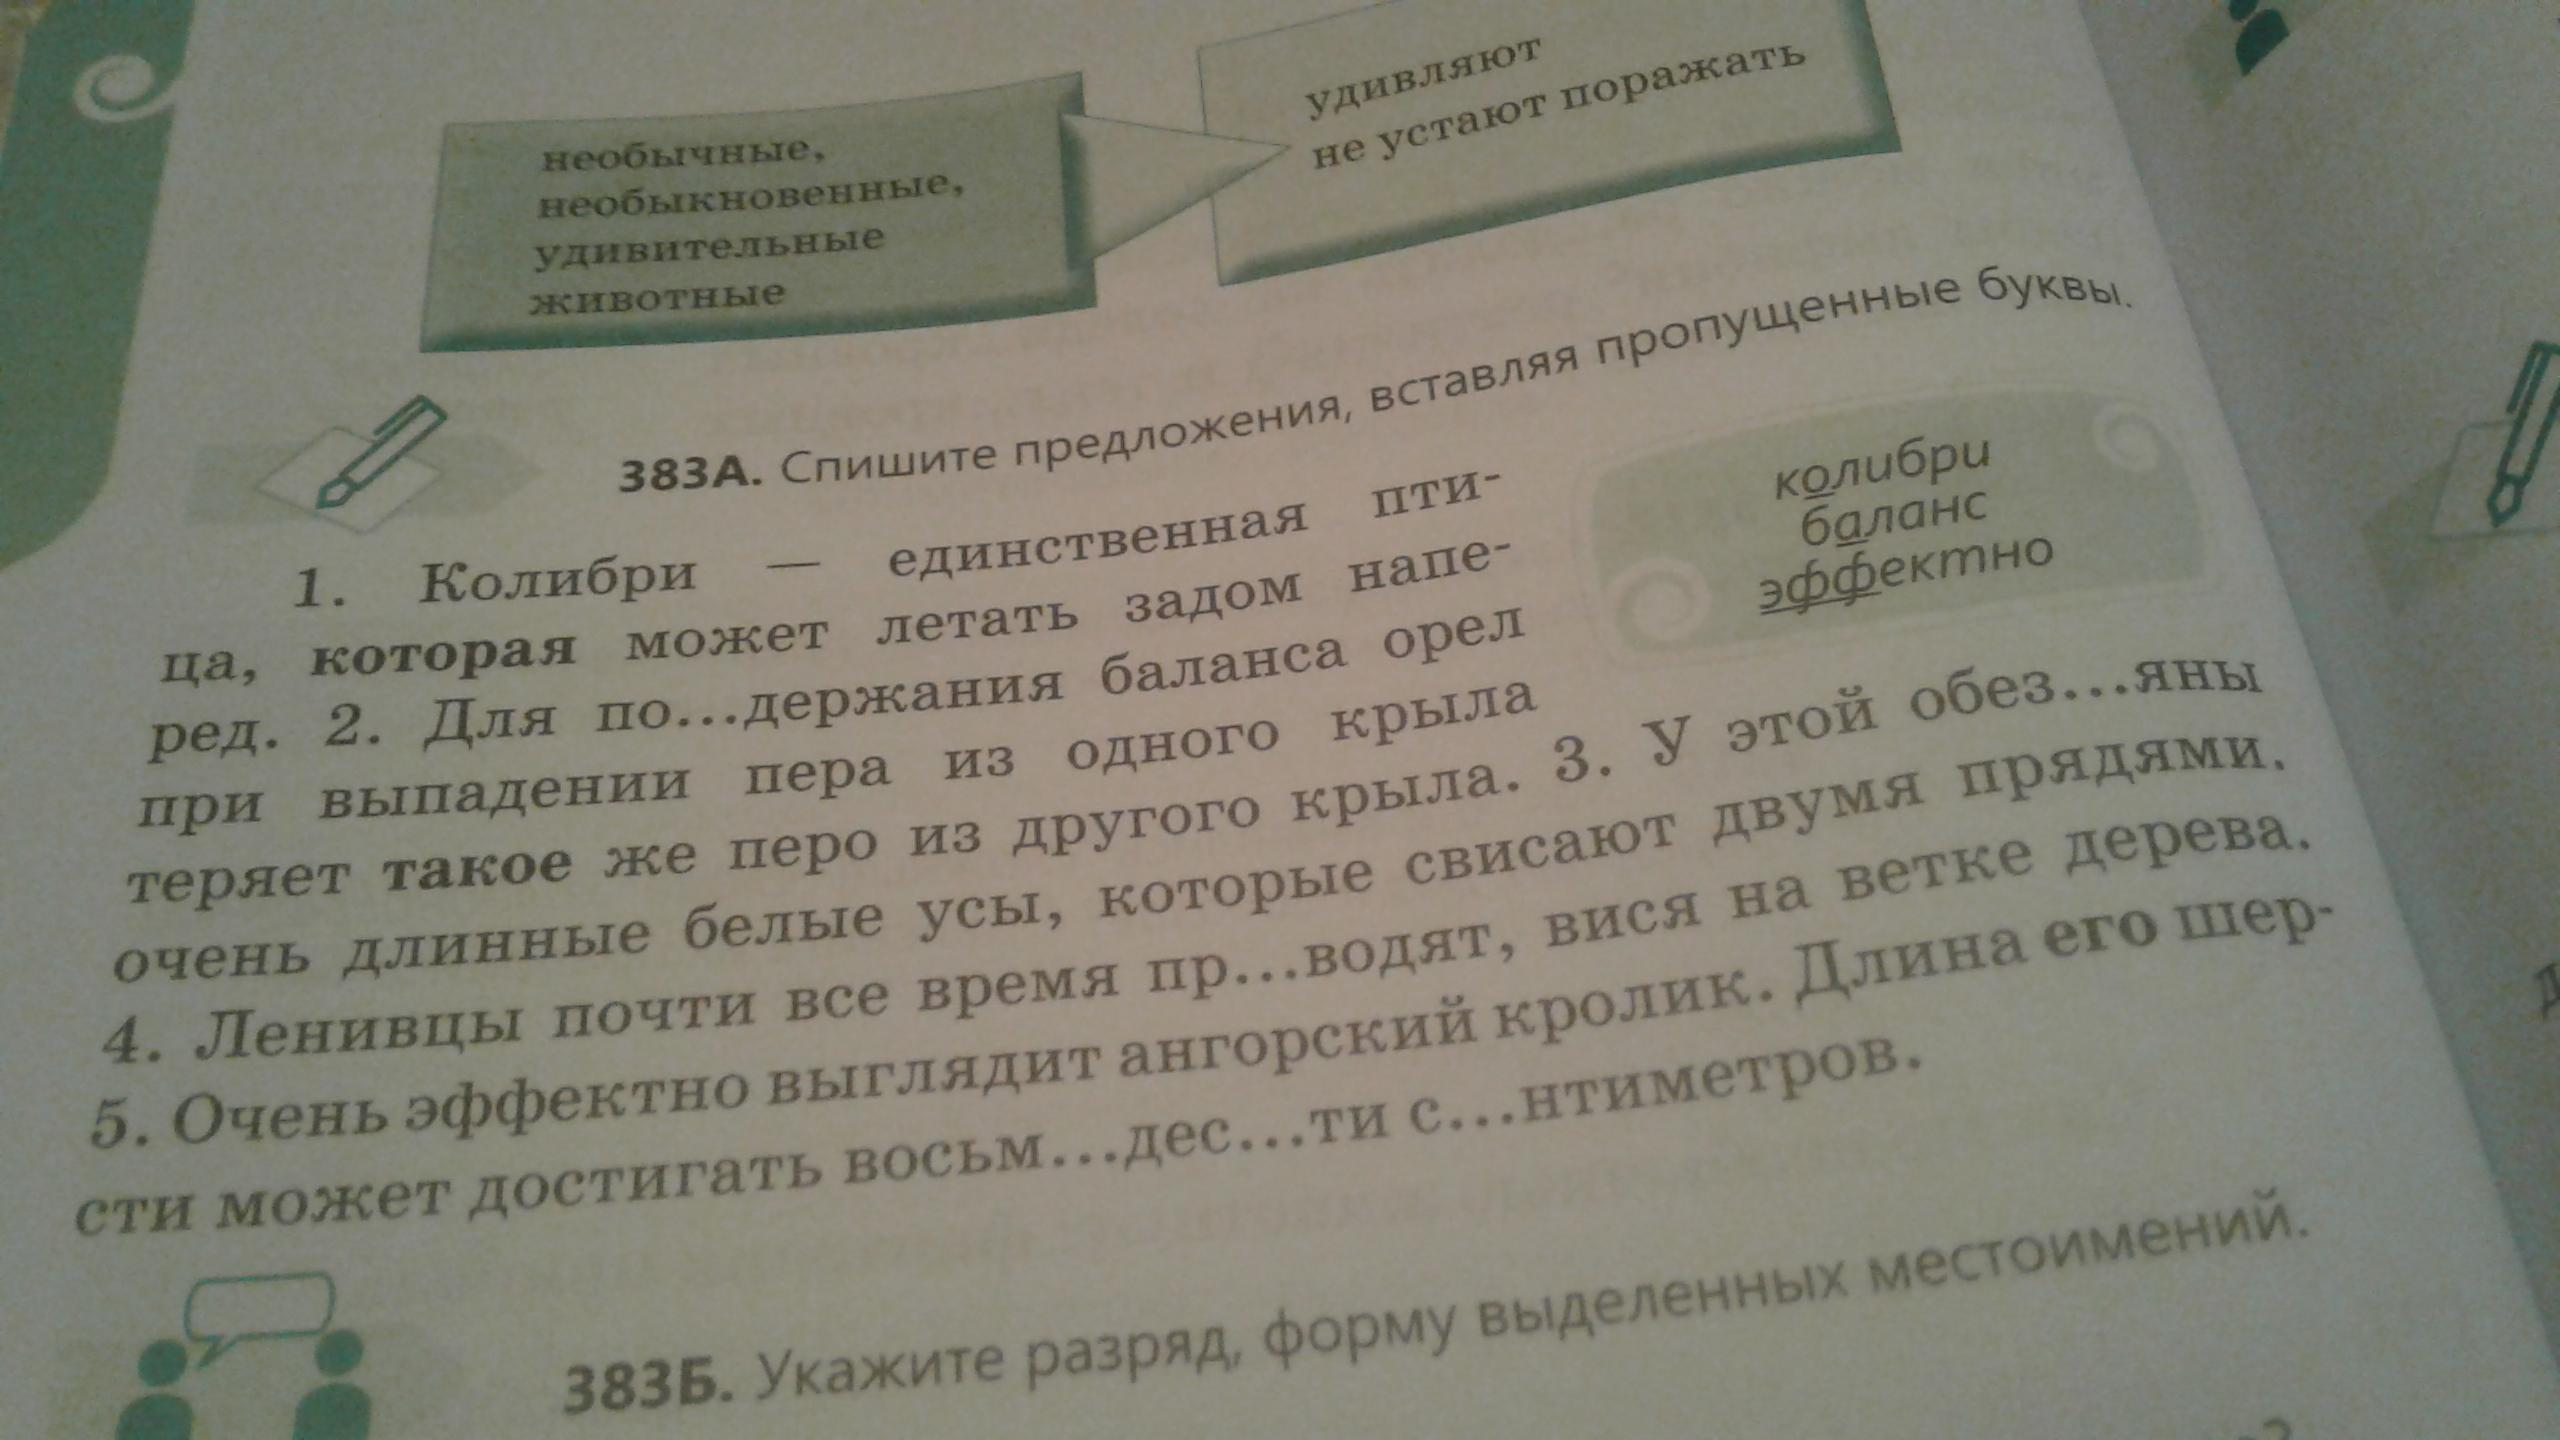 необычные,
необыкновенные,
удивительные
животные
удивляют
не устают поражать
383А. Спишите предложения, вставляя пропущенные буквы.
1. Колибри — единственная пти-
ца, которая может летать задом напе-
ред. 2. Для по...держания баланса орел
при выпадении пера из одного крыла
теряет такое же перо из другого крыла. 3. У этой обез...яны
очень длинные белые усы, которые свисают двумя прядями.
4. Ленивцы почти все время пр...водят, вися на ветке дерева.
5. Очень эффектно выглядит ангорский кролик. Длина его шер-
сти может достигать восьм...дес...ти с...нтиметров.
колибри
баланс
эффектно
383Б. Укажите разряд, форму выделенных местоимений.